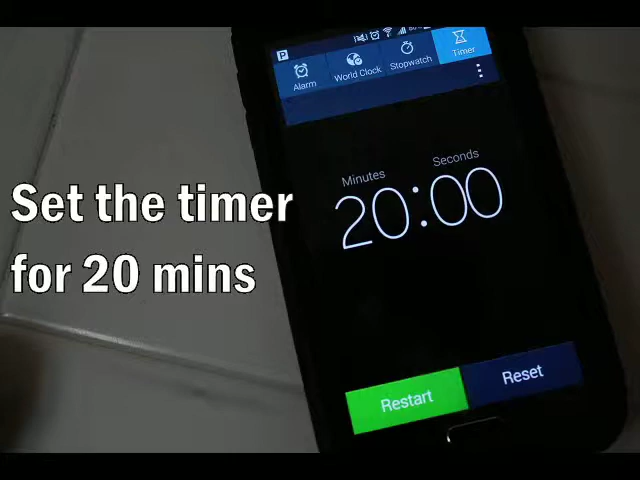 P
Alarm
World Clock
Stopwatch
Timer
Minutes
Seconds
20:00
Set the timer
for 20 mins
Restart
Reset